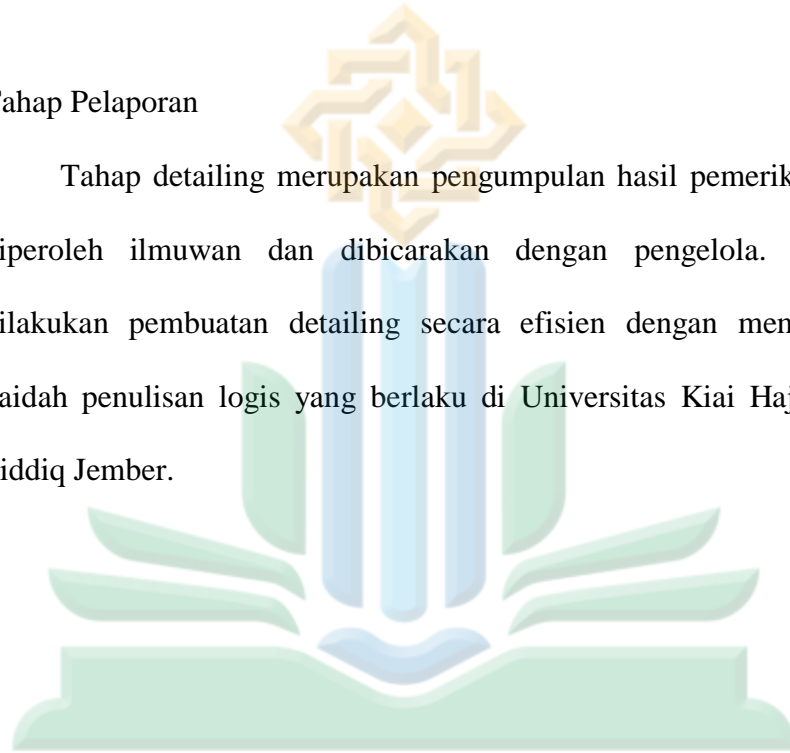 ahap Pelaporan
Tahap detailing merupakan pengumpulan hasil pemerik
iperoleh ilmuwan dan dibicarakan dengan pengelola.
ilakukan pembuatan detailing secara efisien dengan men
aidah penulisan logis yang berlaku di Universitas Kiai Haj
iddiq Jember.